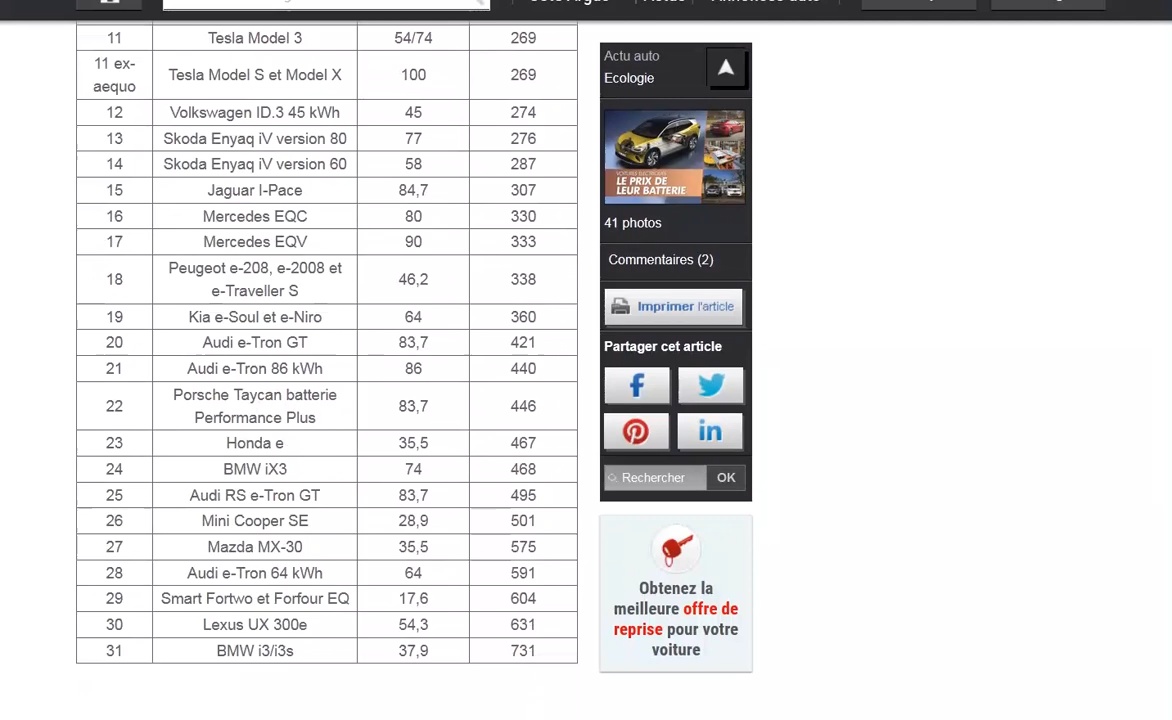 11 Tesla Model 3 54/74 269
11 ex-
aequo Tesla Model S et Model X 100 269
12 Volkswagen ID.3 45 kWh 45 274
13 Skoda Enyaq iV version 80 77 276
14 Skoda Enyaq iV version 60 58 287
15 Jaguar I-Pace 84,7 307
16 Mercedes EQC 80 330
17 Mercedes EQV 90 333
18 Peugeot e-208, e-2008 et
e-Traveller S 46,2 338
19 Kia e-Soul et e-Niro 64 360
20 Audi e-Tron GT 83,7 421
21 Audi e-Tron 86 kWh 86 440
22 Porsche Taycan batterie
Performance Plus 83,7 446
23 Honda e 35,5 467
24 BMW iX3 74 468
25 Audi RS e-Tron GT 83,7 495
26 Mini Cooper SE 28,9 501
27 Mazda MX-30 35,5 575
28 Audi e-Tron 64 kWh 64 591
29 Smart Fortwo et Forfour EQ 17,6 604
30 Lexus UX 300e 54,3 631
31 BMW i3/i3s 37,9 731
Actu auto
Ecologie
LE PRIX DE
LEUR BATTERIE
41 photos
Commentaires (2)
Imprimer l'article
Partager cet article
Rechercher OK
Obtenez la
meilleure offre de
reprise pour votre
voiture